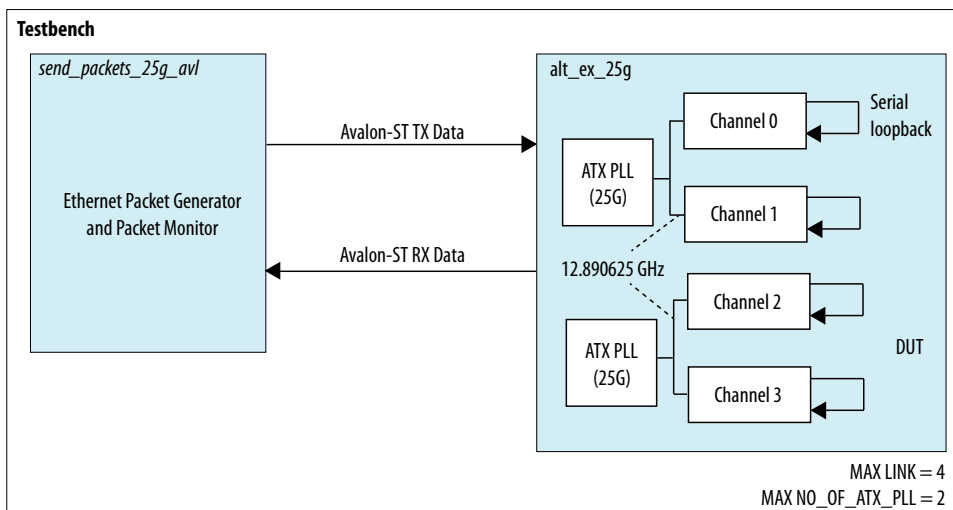 Testbench
send_packets_25g_avl
Ethernet Packet Generator
and Packet Monitor
Avalon-ST TX Data
Avalon-ST RX Data
alt_ex_25g
ATX PLL
(25G)
Channel 0
Serial
loopback
Channel 1
12.890625 GHz
Channel 2
ATX PLL
(25G)
DUT
Channel 3
MAX LINK = 4
MAX NO_OF_ATX_PLL = 2